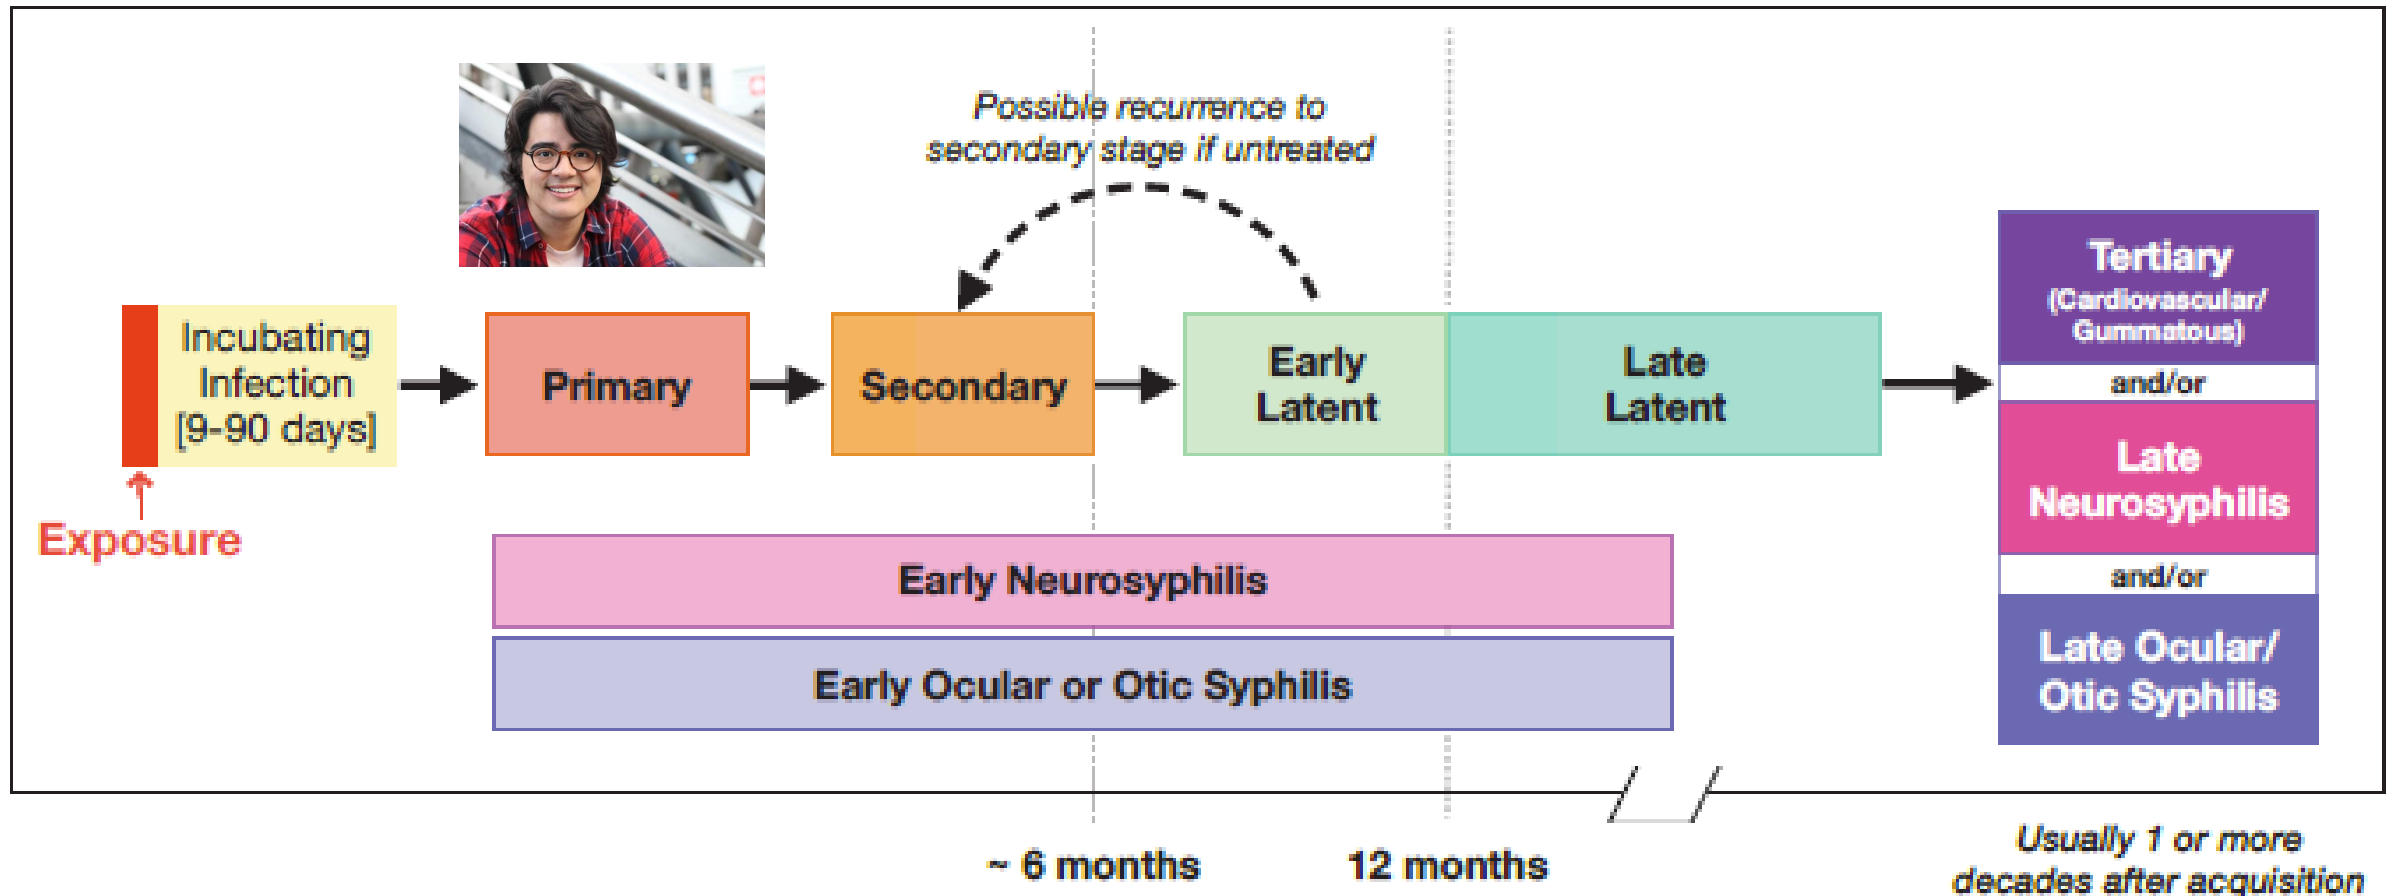 Possible recurrence to
secondary stage if untreated
Incubating
Infection
[9-90 days]
Exposure
Primary
Secondary
Early
Latent
Late
Latent
Tertiary
(Cardiovascular/
Gummatous)
and/or
Late
Neurosyphilis
and/or
Late Ocular/
Otic Syphilis
Early Neurosyphilis
Early Ocular or Otic Syphilis
~ 6 months
12 months
Usually 1 or more
decades after acquisition